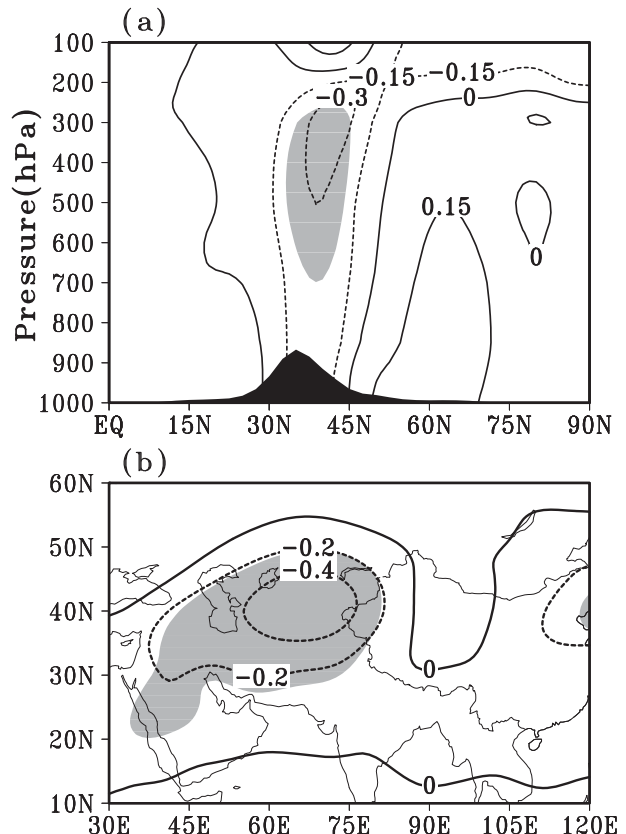 (a)
Pressure(hPa)
100
200
300
400
500
600
700
800
900
1000
−0.15 −0.15
−0.3 0
0.15
0
EQ 15N 30N 45N 60N 75N 90N
(b)
60N
50N
40N
30N
20N
10N
−0.2
−0.4
−0.2 0
0
30E 45E 60E 75E 90E 105E 120E